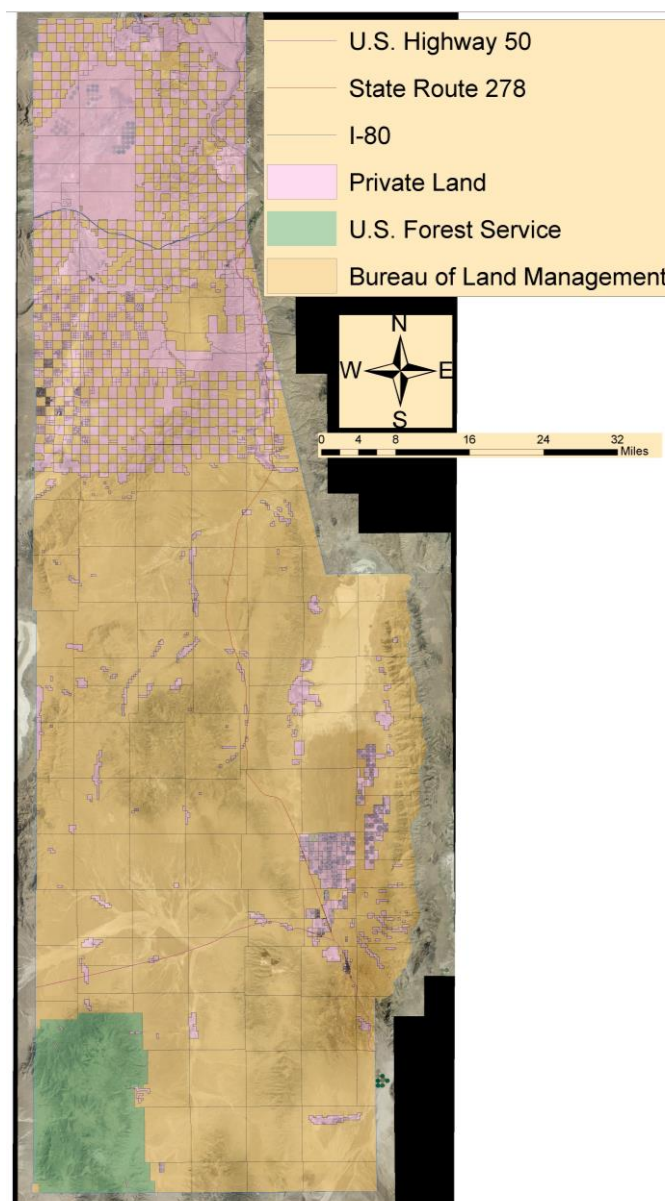 U.S. Highway 50
State Route 278
I-80
Private Land
U.S. Forest Service
Bureau of Land Management
N
W E
S
0 4 8 16 24 32
Miles